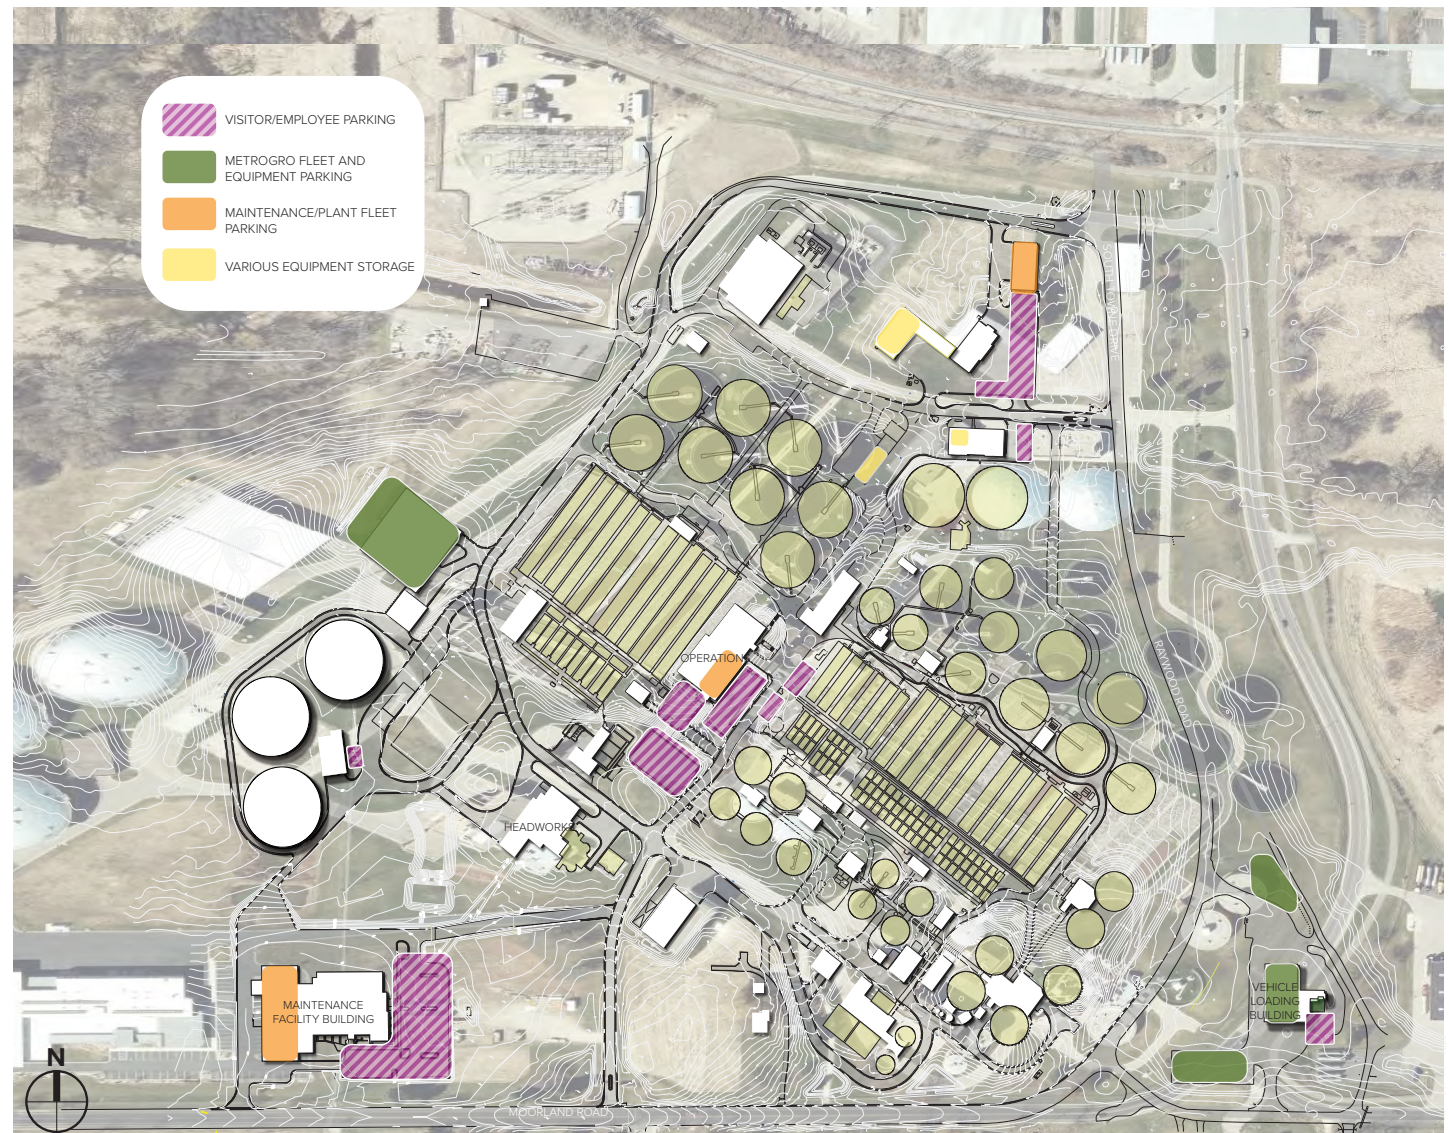 VISITOR/EMPLOYEE PARKING
METROGRO FLEET AND
EQUIPMENT PARKING
MAINTENANCE/PLANT FLEET
PARKING
VARIOUS EQUIPMENT STORAGE
OPERATION
RAYWOOD ROAD
HEADWORKS
MAINTENANCE
FACILITY BUILDING
VEHICLE
LOADING
BUILDING
N
MOORLAND ROAD